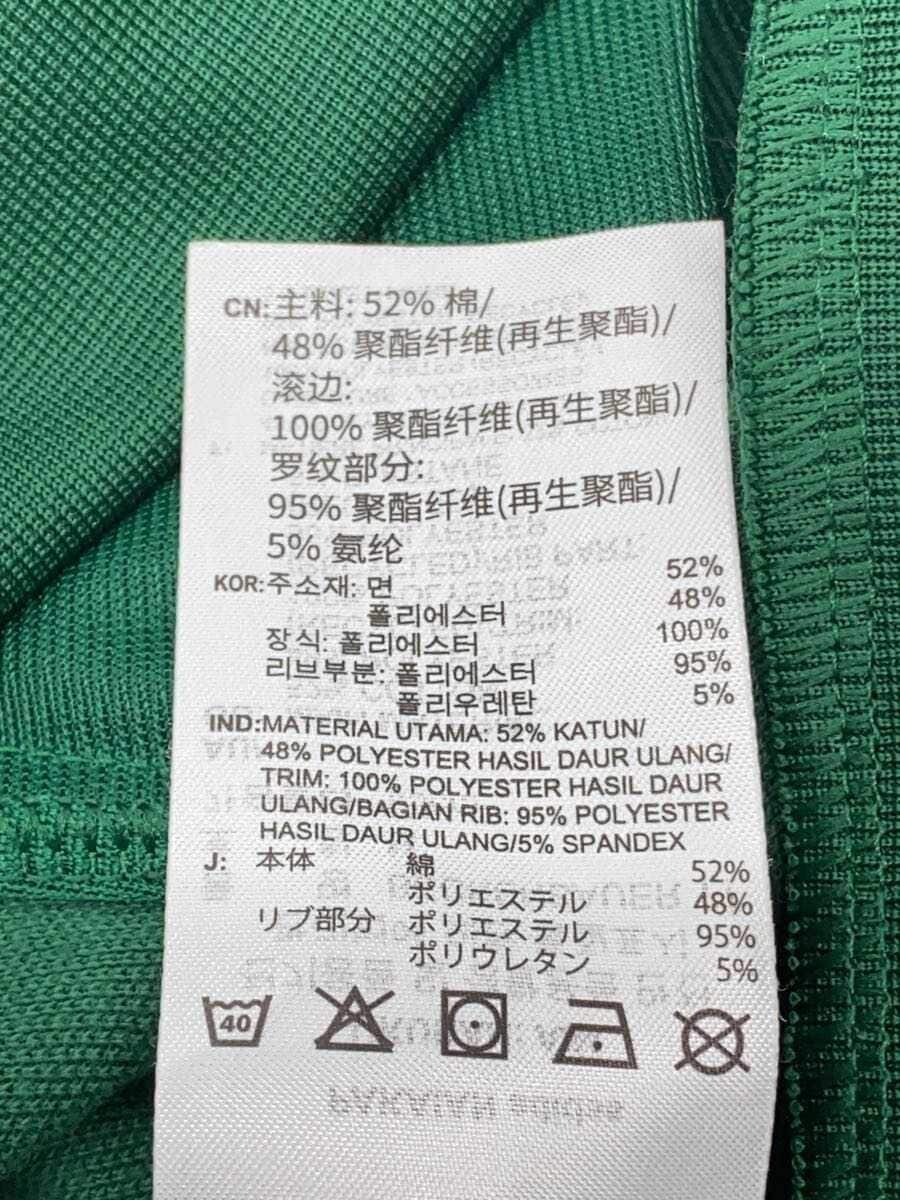 CN: 主料: 52% 棉/
48% 聚酯纤维(再生聚酯)/
滚边:
100% 聚酯纤维(再生聚酯)/
罗纹部分:
95% 聚酯纤维(再生聚酯)/
5% 氨纶
KOR: 주소재: 면 52%
폴리에스터 48%
장식: 폴리에스터 100%
리브부분: 폴리에스터 95%
폴리우레탄 5%
IND: MATERIAL UTAMA: 52% KATUN/
48% POLYESTER HASIL DAUR ULANG/
TRIM: 100% POLYESTER HASIL DAUR
ULANG/BAGIAN RIB: 95% POLYESTER
HASIL DAUR ULANG/5% SPANDEX
J: 本体 綿 52%
ポリエステル 48%
リブ部分 ポリエステル 95%
ポリウレタン 5%
40
PAKAIAN adidas